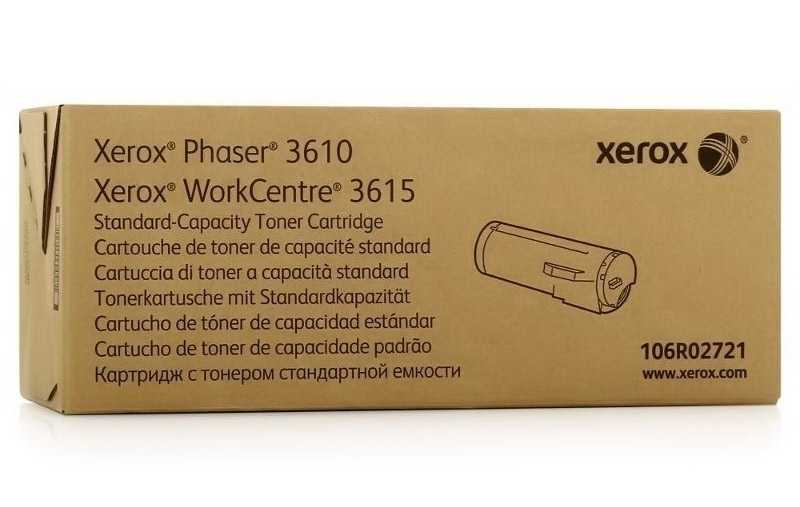 Xerox® Phaser® 3610
Xerox® WorkCentre® 3615
Standard-Capacity Toner Cartridge
Cartouche de toner de capacité standard
Cartuccia di toner a capacità standard
Tonerkartusche mit Standardkapazität
Cartucho de tóner de capacidad estándar
Cartucho de toner de capacidade padrão
Картридж с тонером стандартной емкости
xerox
106R02721
www.xerox.com